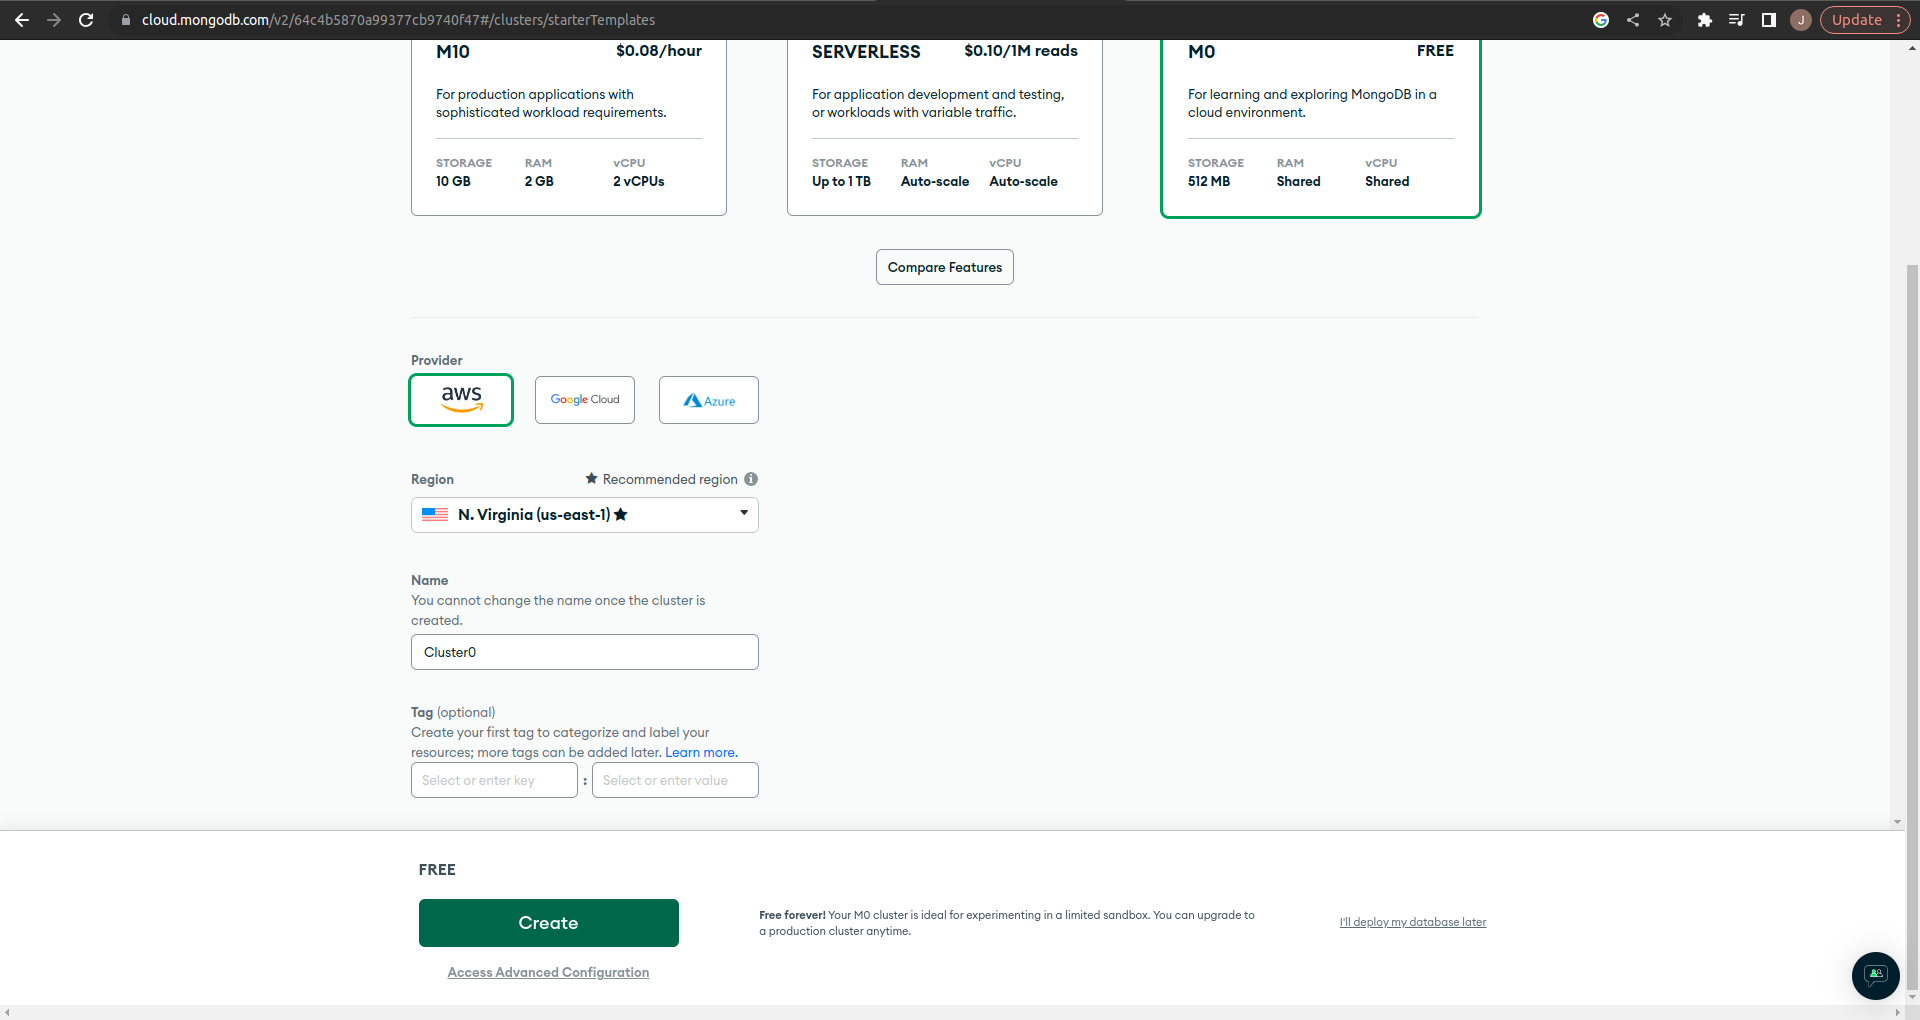 cloud.mongodb.com/v2/64c4b5870a99377cb9740f47#/clusters/starterTemplates
J
Update
M10 $0.08/hour
For production applications with
sophisticated workload requirements.
STORAGE RAM vCPU
10 GB 2 GB 2 vCPUs
SERVERLESS $0.10/1M reads
For application development and testing,
or workloads with variable traffic.
STORAGE RAM vCPU
Up to 1 TB Auto-scale Auto-scale
M0 FREE
For learning and exploring MongoDB in a
cloud environment.
STORAGE RAM vCPU
512 MB Shared Shared
Compare Features
Provider
aws
Google Cloud
Azure
Region ★ Recommended region
N. Virginia (us-east-1) ★
Name
You cannot change the name once the cluster is
created.
Cluster0
Tag (optional)
Create your first tag to categorize and label your
resources; more tags can be added later. Learn more.
Select or enter key : Select or enter value
FREE
Create
Access Advanced Configuration
Free forever! Your M0 cluster is ideal for experimenting in a limited sandbox. You can upgrade to
a production cluster anytime.
I'll deploy my database later